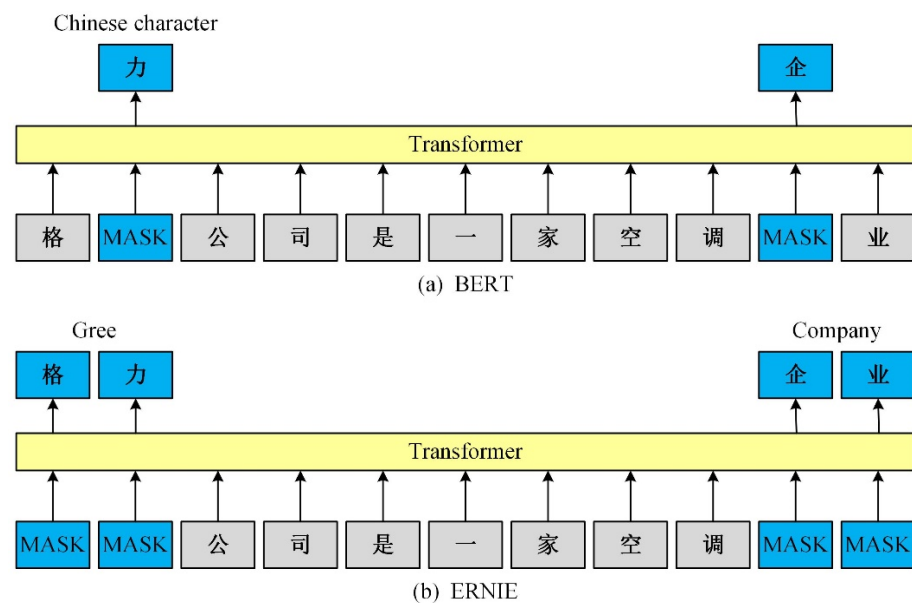 Chinese character
力 企
Transformer
格 MASK 公 司 是 一 家 空 调 MASK 业
(a) BERT
Gree Company
格 力 企 业
Transformer
MASK MASK 公 司 是 一 家 空 调 MASK MASK
(b) ERNIE